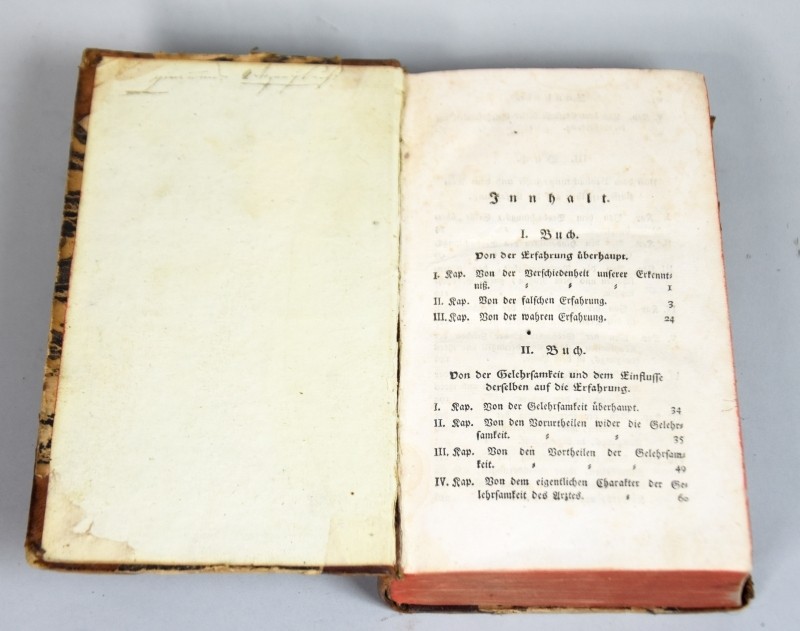 Innhalt.
I. Buch.
Von der Erfahrung überhaupt.
I. Kap. Von der Verschiedenheit unserer Erkennt⸗
niß. ⸗ ⸗ ⸗ 1
II. Kap. Von der falschen Erfahrung. 3
III. Kap. Von der wahren Erfahrung. 24
II. Buch.
Von der Gelehrsamkeit und dem Einflusse
derselben auf die Erfahrung.
I. Kap. Von der Gelehrsamkeit überhaupt. 34
II. Kap. Von den Vorurtheilen wider die Gelehr⸗
samkeit. ⸗ ⸗ 35
III. Kap. Von den Vortheilen der Gelehrsam⸗
keit. ⸗ ⸗ ⸗ 49
IV. Kap. Von dem eigentlichen Charakter der Ge⸗
lehrsamkeit des Arztes. ⸗ 60